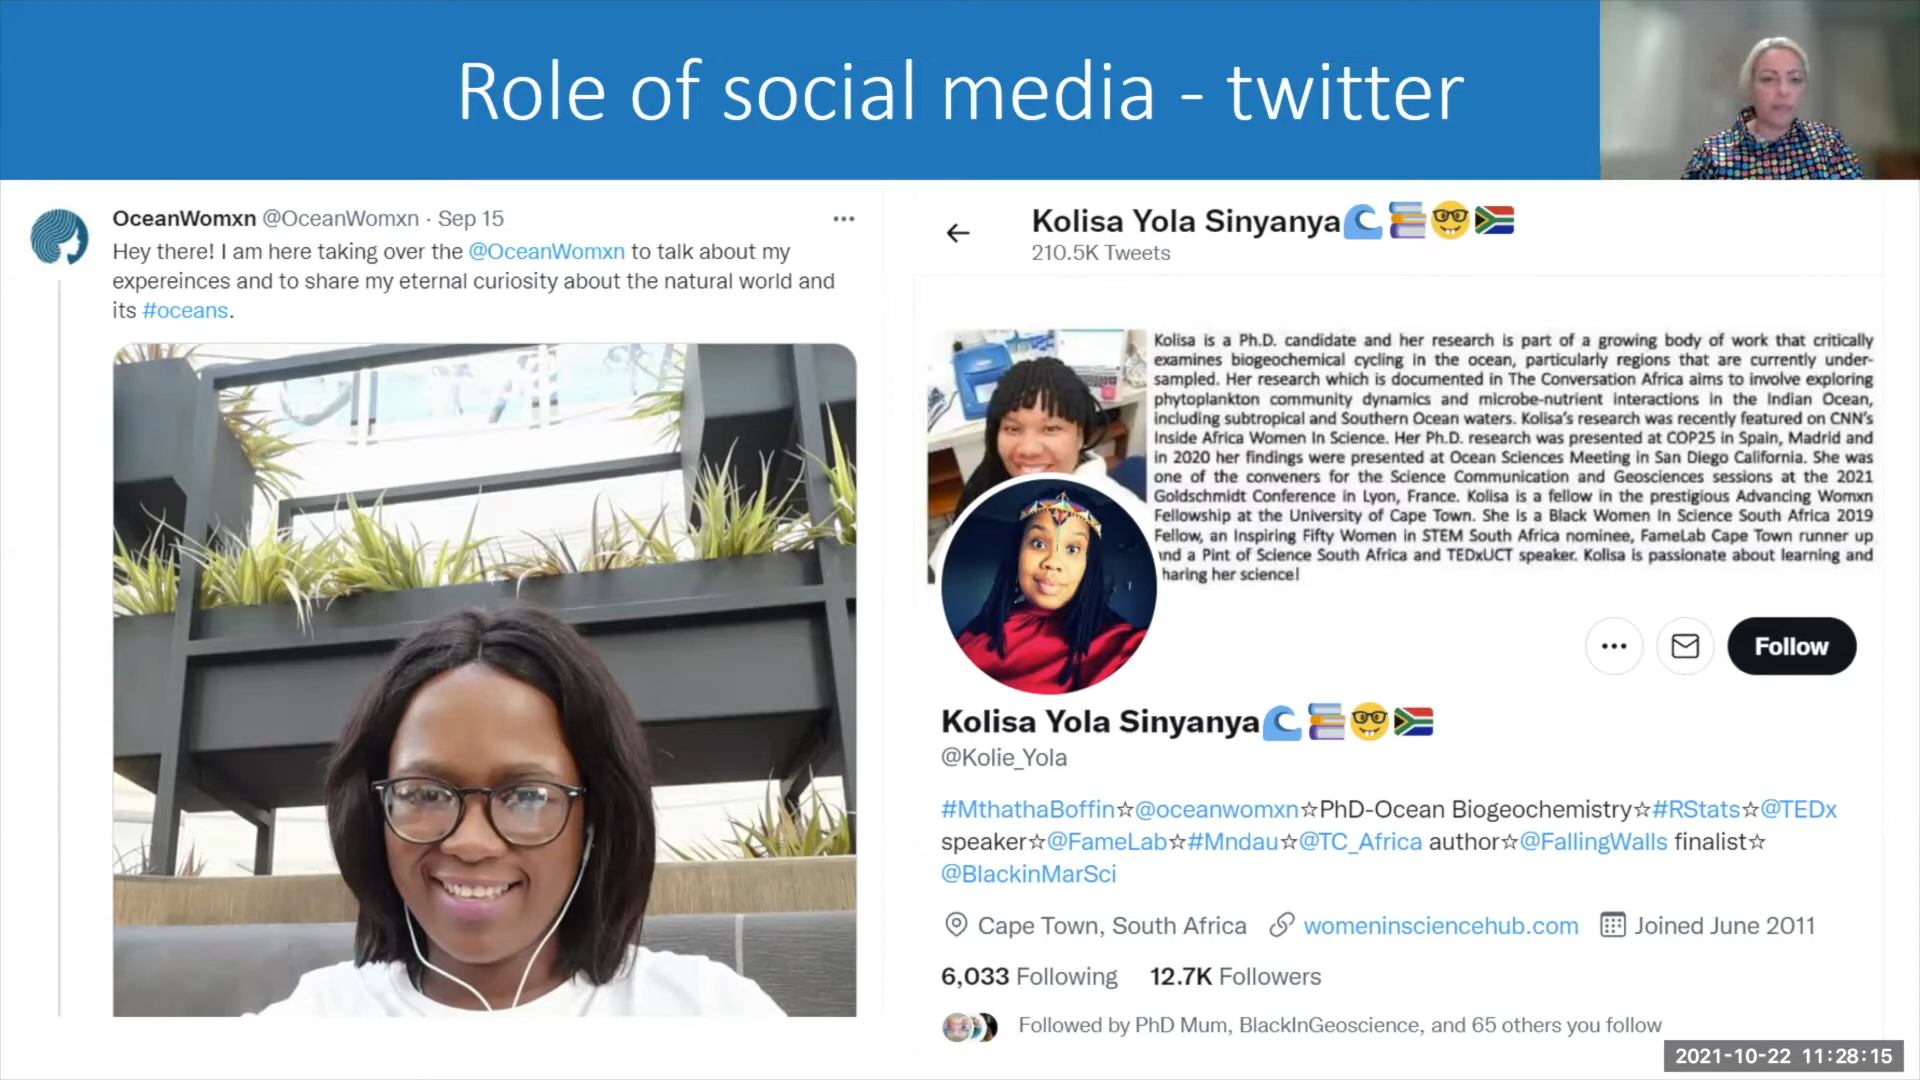 Role of social media - twitter
OceanWomxn @OceanWomxn · Sep 15
Hey there! I am here taking over the @OceanWomxn to talk about my
expereinces and to share my eternal curiosity about the natural world and
its #oceans.
Kolisa Yola Sinyanya🌊📚🤓🇿🇦
210.5K Tweets
Kolisa is a Ph.D. candidate and her research is part of a growing body of work that critically
examines biogeochemical cycling in the ocean, particularly regions that are currently under-
sampled. Her research which is documented in The Conversation Africa aims to involve exploring
phytoplankton community dynamics and microbe-nutrient interactions in the Indian Ocean,
including subtropical and Southern Ocean waters. Kolisa's research was recently featured on CNN's
Inside Africa Women In Science. Her Ph.D. research was presented at COP25 in Spain, Madrid and
in 2020 her findings were presented at Ocean Sciences Meeting in San Diego California. She was
one of the conveners for the Science Communication and Geosciences sessions at the 2021
Goldschmidt Conference in Lyon, France. Kolisa is a fellow in the prestigious Advancing Womxn
Fellowship at the University of Cape Town. She is a Black Women In Science South Africa 2019
Fellow, an Inspiring Fifty Women in STEM South Africa nominee, FameLab Cape Town runner up
and a Pint of Science South Africa and TEDxUCT speaker. Kolisa is passionate about learning and
haring her science!
Follow
Kolisa Yola Sinyanya🌊📚🤓🇿🇦
@Kolie_Yola
#MthathaBoffin☆@oceanwomxn☆PhD-Ocean Biogeochemistry☆#RStats☆@TEDx
speaker☆@FameLab☆#Mndau☆@TC_Africa author☆@FallingWalls finalist☆
@BlackinMarSci
Cape Town, South Africa womeninsciencehub.com Joined June 2011
6,033 Following 12.7K Followers
Followed by PhD Mum, BlackInGeoscience, and 65 others you follow
2021-10-22 11:28:15